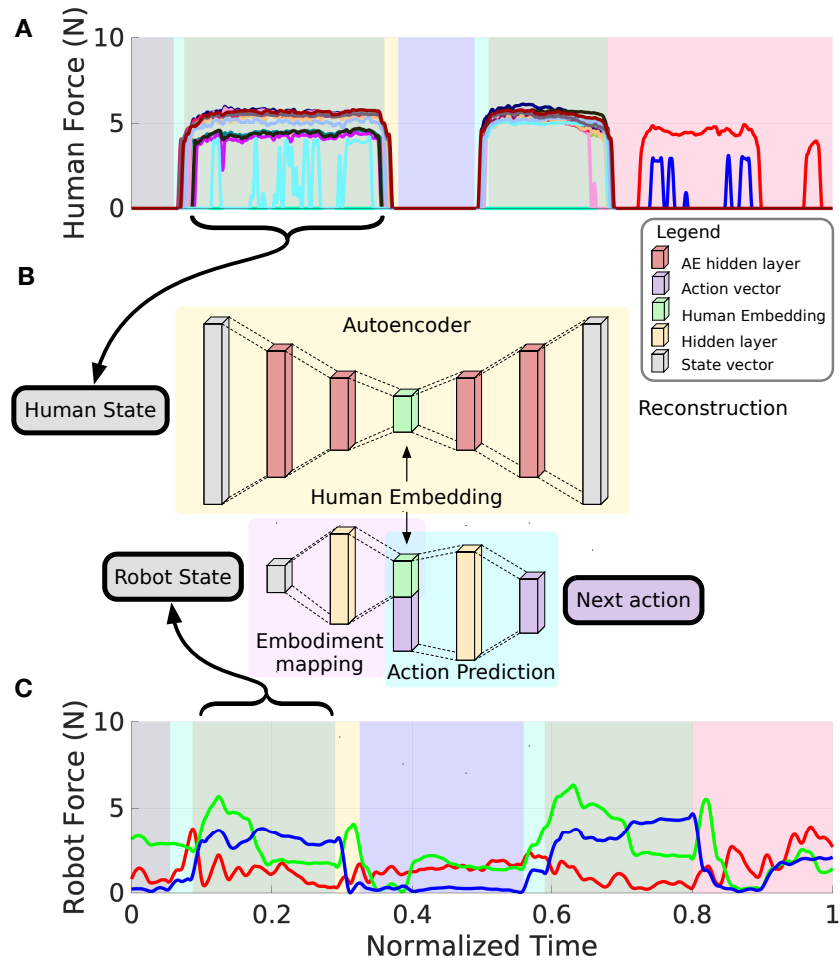 A
Human Force (N)
10
5
0
B
Legend
AE hidden layer
Action vector
Human Embedding
Hidden layer
State vector
Autoencoder
Human State
Reconstruction
Human Embedding
Robot State
Next action
Embodiment
mapping
Action Prediction
C
Robot Force (N)
10
5
0
0
0.2
0.4
0.6
0.8
1
Normalized Time